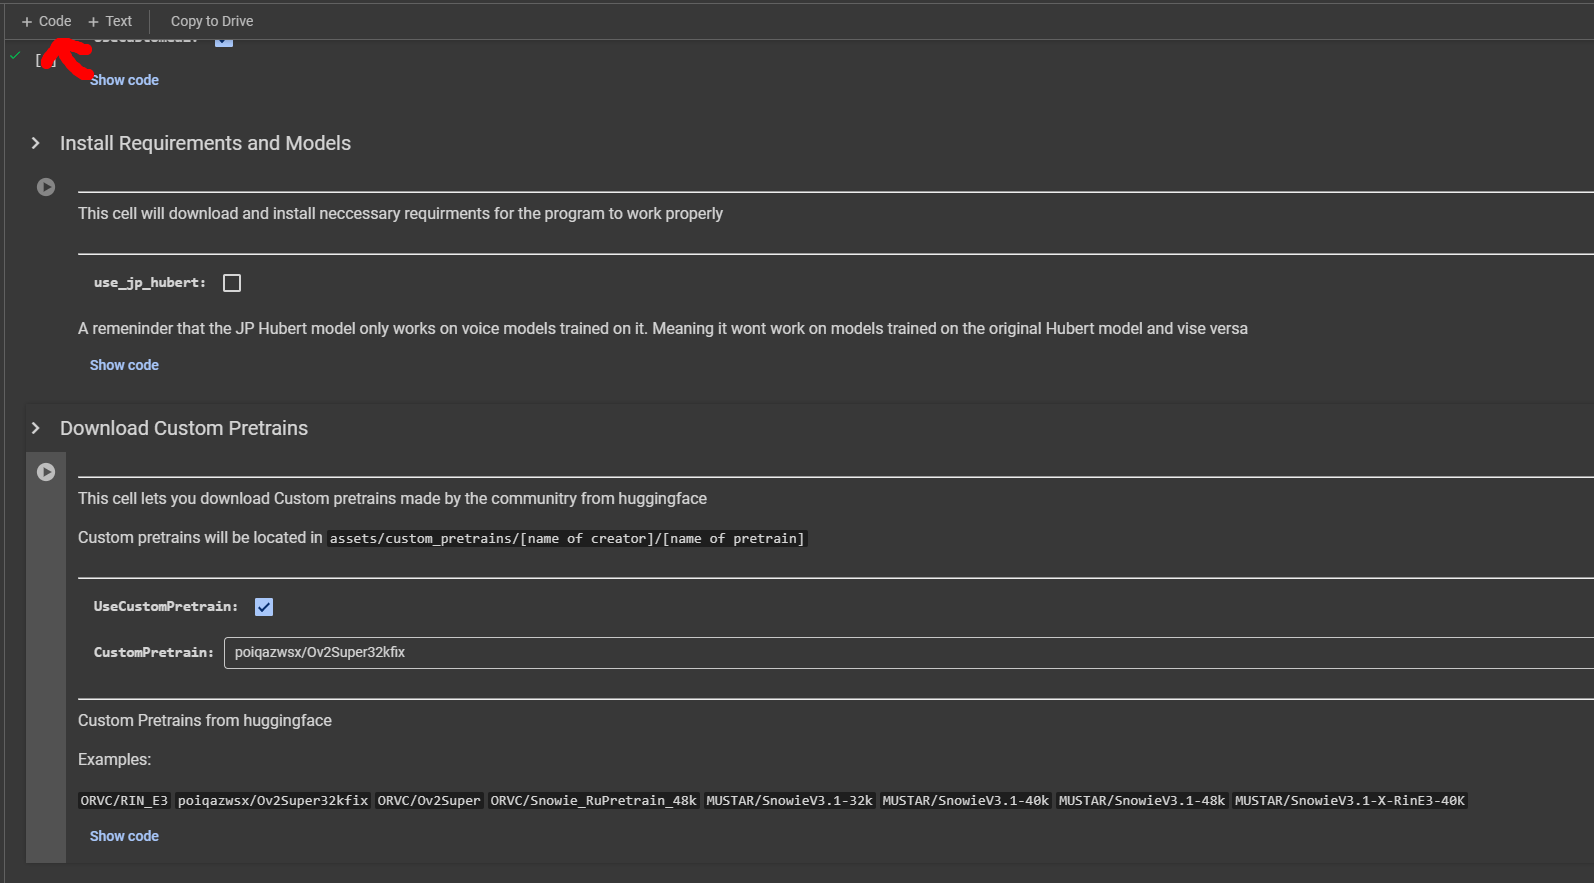 + Code + Text Copy to Drive
Show code
Install Requirements and Models
This cell will download and install neccessary requirments for the program to work properly
use_jp_hubert:
A remeninder that the JP Hubert model only works on voice models trained on it. Meaning it wont work on models trained on the original Hubert model and vise versa
Show code
Download Custom Pretrains
This cell lets you download Custom pretrains made by the communitry from huggingface
Custom pretrains will be located in assets/custom_pretrains/[name of creator]/[name of pretrain]
UseCustomPretrain:
CustomPretrain: poiqazwsx/Ov2Super32kfix
Custom Pretrains from huggingface
Examples:
ORVC/RIN_E3 poiqazwsx/Ov2Super32kfix ORVC/Ov2Super ORVC/Snowie_RuPretrain_48k MUSTAR/SnowieV3.1-32k MUSTAR/SnowieV3.1-40k MUSTAR/SnowieV3.1-48k MUSTAR/SnowieV3.1-X-RinE3-40K
Show code